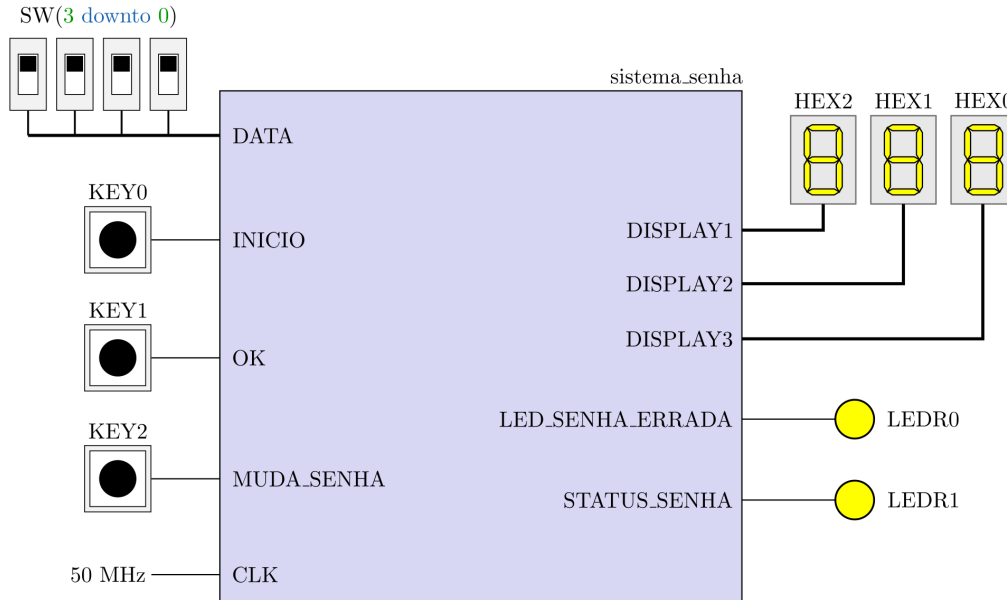 SW(3 downto 0)
sistema_senha
HEX2 HEX1 HEX0
DATA
KEY0
INICIO
DISPLAY1
DISPLAY2
KEY1
DISPLAY3
OK
LED_SENHA_ERRADA LEDR0
KEY2
MUDA_SENHA
STATUS_SENHA LEDR1
50 MHz CLK